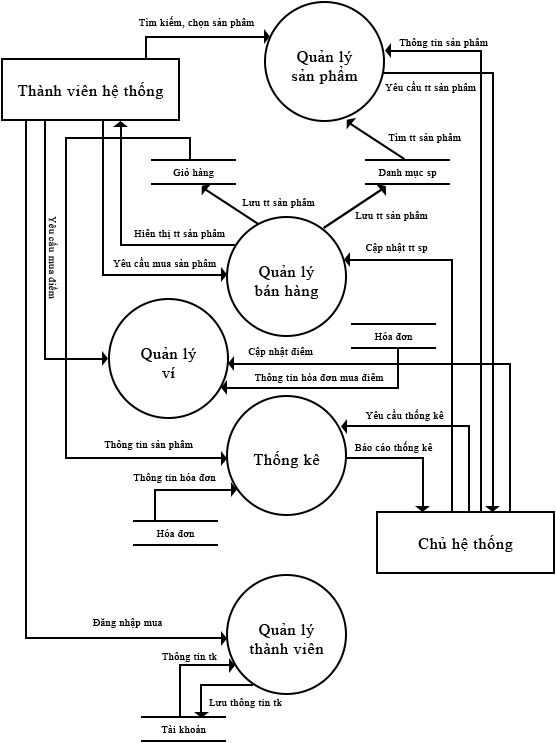 Tìm kiếm, chọn sản phẩm
Quản lý
sản phẩm
Thông tin sản phẩm
Thành viên hệ thống
Yêu cầu tt sản phẩm
Tìm tt sản phẩm
Giỏ hàng
Danh mục sp
Lưu tt sản phẩm
Lưu tt sản phẩm
Hiển thị tt sản phẩm
Yêu cầu mua điểm
Cập nhật tt sp
Yêu cầu mua sản phẩm
Quản lý
bán hàng
Hóa đơn
Quản lý
ví
Cập nhật điểm
Thông tin hóa đơn mua điểm
Yêu cầu thống kê
Thông tin sản phẩm
Thống kê
Báo cáo thống kê
Thông tin hóa đơn
Hóa đơn
Chủ hệ thống
Đăng nhập mua
Quản lý
thành viên
Thông tin tk
Lưu thông tin tk
Tài khoản